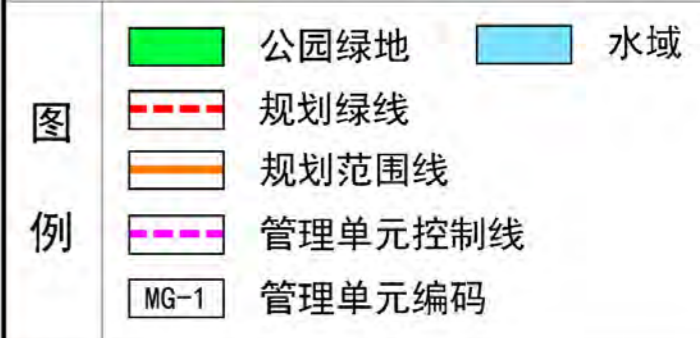 图例
公园绿地 水域
规划绿线
规划范围线
管理单元控制线
MG-1 管理单元编码